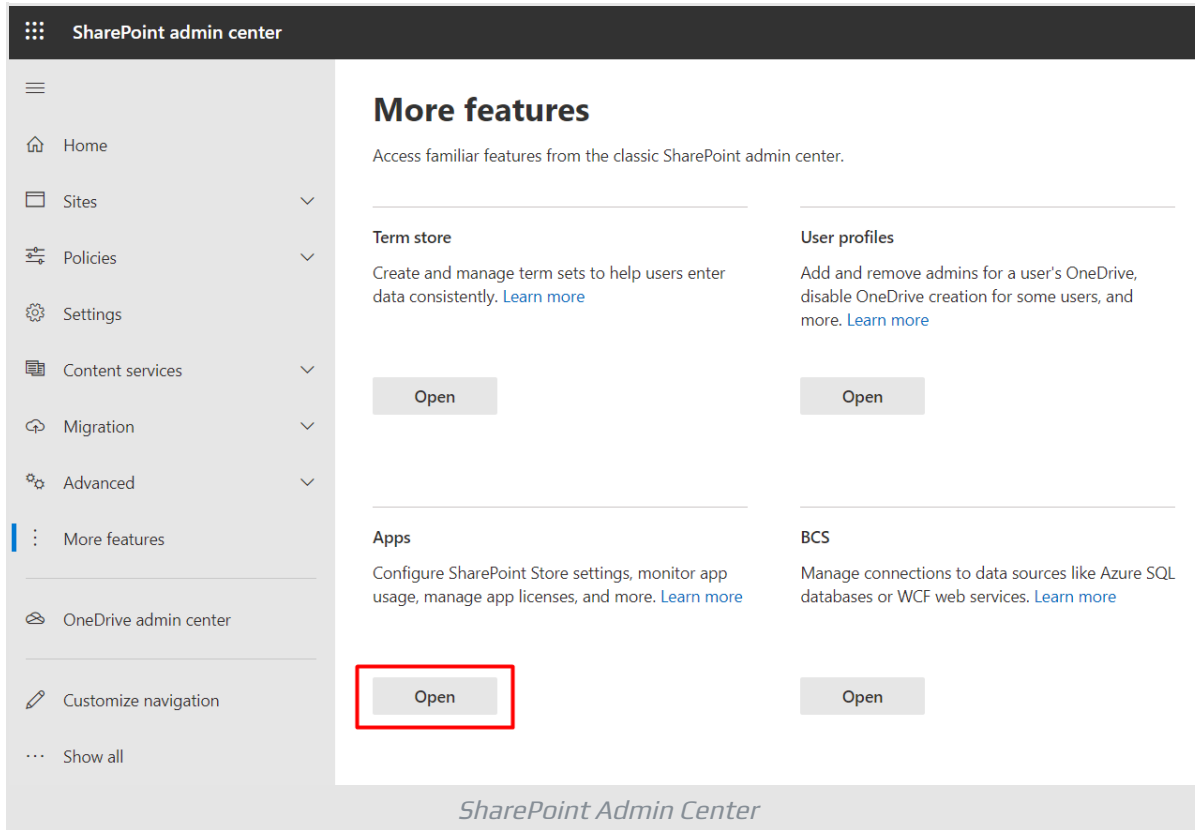 SharePoint admin center
Home
Sites
Policies
Settings
Content services
Migration
Advanced
More features
OneDrive admin center
Customize navigation
Show all
More features
Access familiar features from the classic SharePoint admin center.
Term store
Create and manage term sets to help users enter
data consistently. Learn more
Open
User profiles
Add and remove admins for a user's OneDrive,
disable OneDrive creation for some users, and
more. Learn more
Open
Apps
Configure SharePoint Store settings, monitor app
usage, manage app licenses, and more. Learn more
Open
BCS
Manage connections to data sources like Azure SQL
databases or WCF web services. Learn more
Open
SharePoint Admin Center